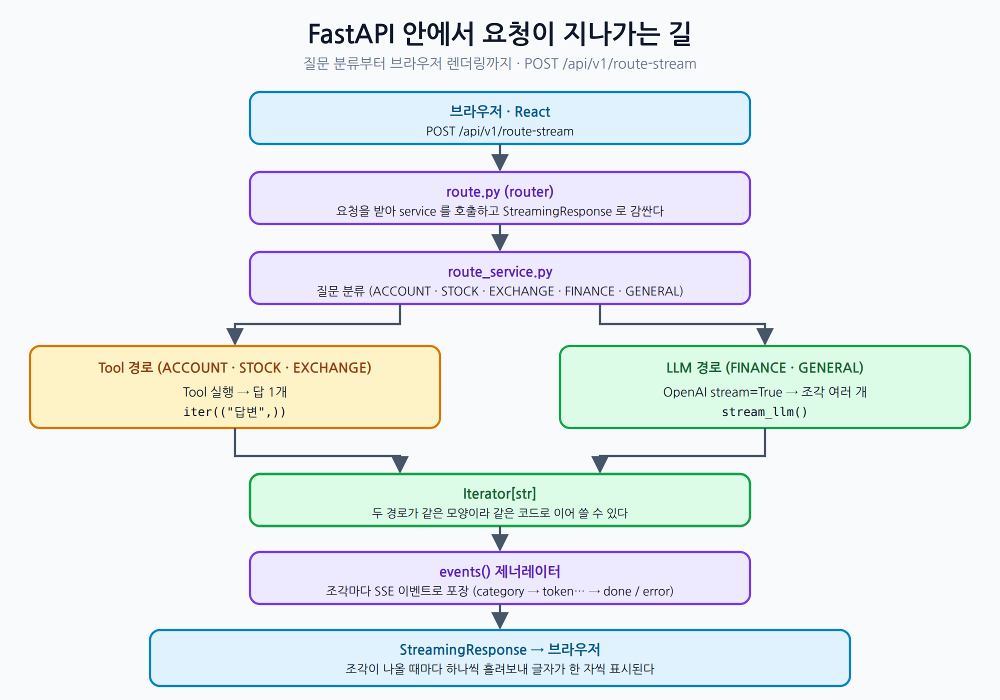 FastAPI 안에서 요청이 지나가는 길
질문 분류부터 브라우저 렌더링까지 · POST /api/v1/route-stream
브라우저 · React
POST /api/v1/route-stream
route.py (router)
요청을 받아 service 를 호출하고 StreamingResponse 로 감싼다
route_service.py
질문 분류 (ACCOUNT · STOCK · EXCHANGE · FINANCE · GENERAL)
Tool 경로 (ACCOUNT · STOCK · EXCHANGE)
Tool 실행 → 답 1개
iter(("답변",))
LLM 경로 (FINANCE · GENERAL)
OpenAI stream=True → 조각 여러 개
stream_llm()
Iterator[str]
두 경로가 같은 모양이라 같은 코드로 이어 쓸 수 있다
events() 제너레이터
조각마다 SSE 이벤트로 포장 (category → token… → done / error)
StreamingResponse → 브라우저
조각이 나올 때마다 하나씩 흘려보내 글자가 한 자씩 표시된다